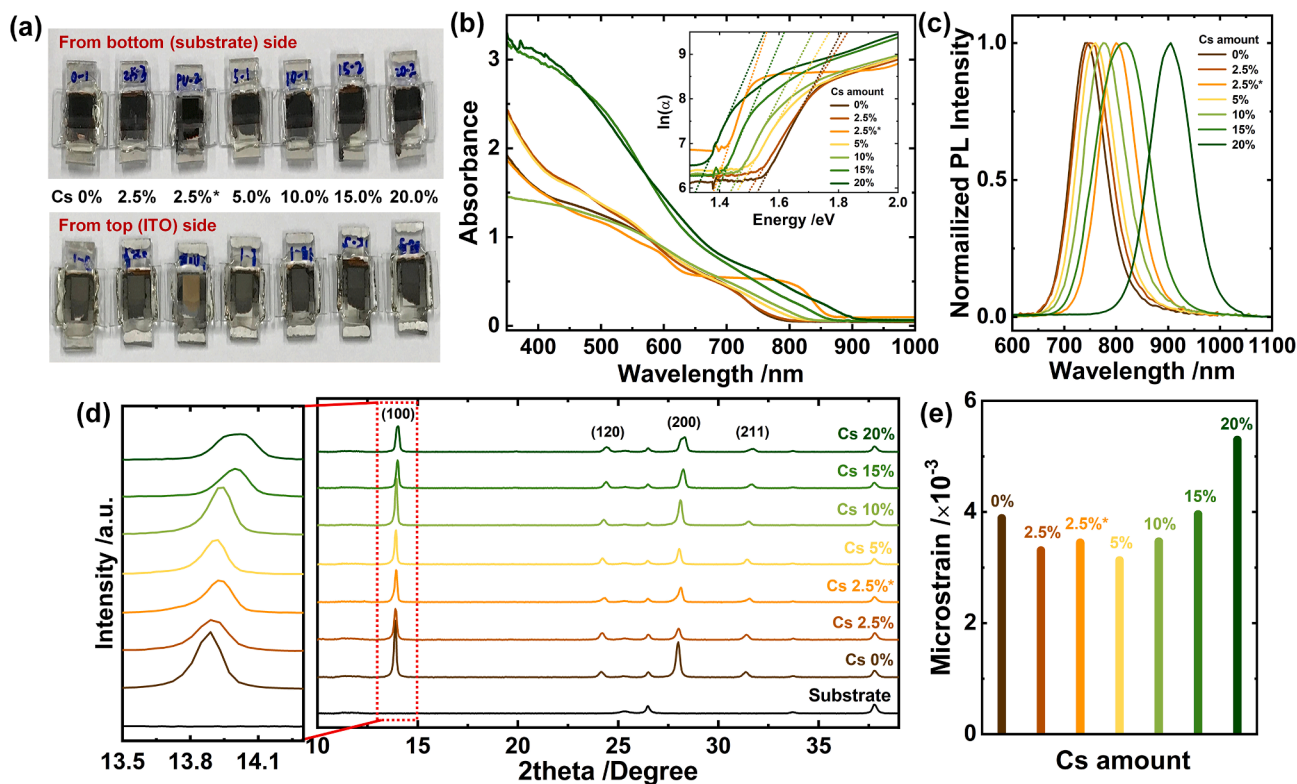 (a)
From bottom (substrate) side
0-1
5-1
10-1
15-2
20-2
Cs 0% 2.5% 2.5%* 5.0% 10.0% 15.0% 20.0%
From top (ITO) side
(b)
Absorbance
3
2
1
0
400 500 600 700 800 900 1000
Wavelength /nm
ln(α)
9
8
7
6
1.4 1.6 1.8 2.0
Energy /eV
Cs amount
0%
2.5%
2.5%*
5%
10%
15%
20%
(c)
Normailized PL Intensity
1.0
0.5
0.0
600 700 800 900 1000 1100
Wavelength /nm
Cs amount
0%
2.5%
2.5%*
5%
10%
15%
20%
(d)
Intensity /a.u.
13.5 13.8 14.1
(100)
(120)
(200)
(211)
Cs 20%
Cs 15%
Cs 10%
Cs 5%
Cs 2.5%*
Cs 2.5%
Cs 0%
Substrate
10 15 20 25 30 35
2theta /Degree
(e)
Microstrain /×10⁻³
6
4
2
0
0%
2.5%
2.5%*
5%
10%
15%
20%
Cs amount